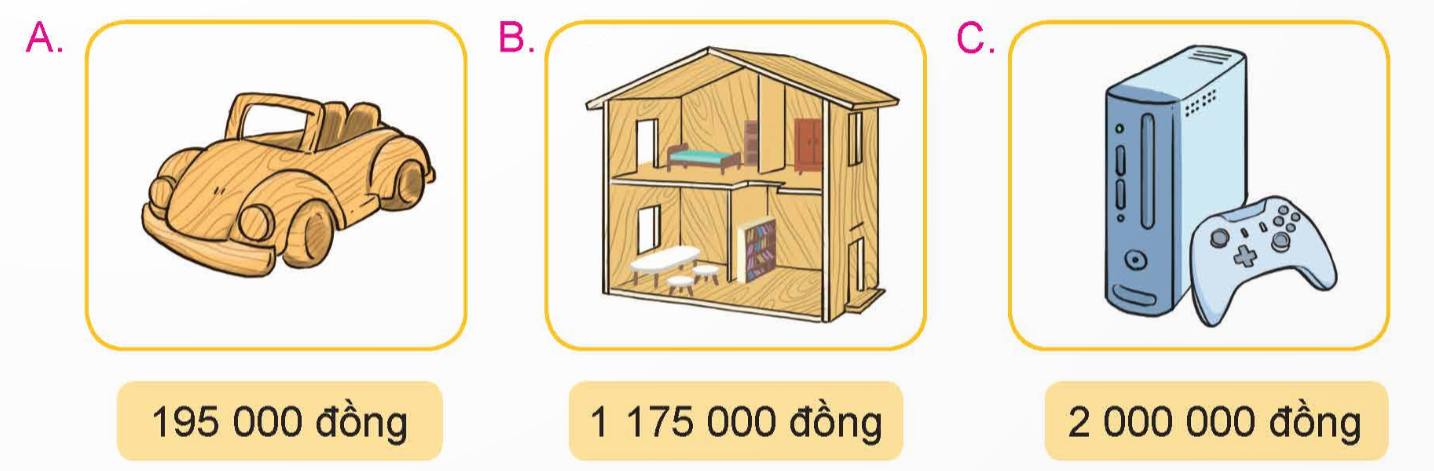 A.
B.
C.
195 000 đồng
1 175 000 đồng
2 000 000 đồng